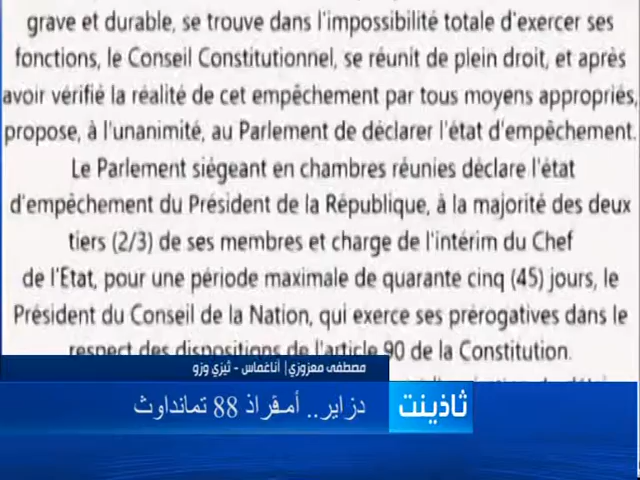 grave et durable, se trouve dans l'impossibilité totale d'exercer ses
fonctions, le Conseil Constitutionnel, se réunit de plein droit, et après
avoir vérifié la réalité de cet empêchement par tous moyens appropriés,
propose, à l'unanimité, au Parlement de déclarer l'état d'empêchement.
Le Parlement siégeant en chambres réunies déclare l'état
d'empêchement du Président de la République, à la majorité des deux
tiers (2/3) de ses membres et charge de l'intérim du Chef
de l'Etat, pour une période maximale de quarante cinq (45) jours, le
Président du Conseil de la Nation, qui exerce ses prérogatives dans le
respect des dispositions de l'article 90 de la Constitution.
مصطفى معزوزي | أناغماس - ثيزي وزو
دزاير.. أمقراذ 88 تمانداوث
ثاذينت